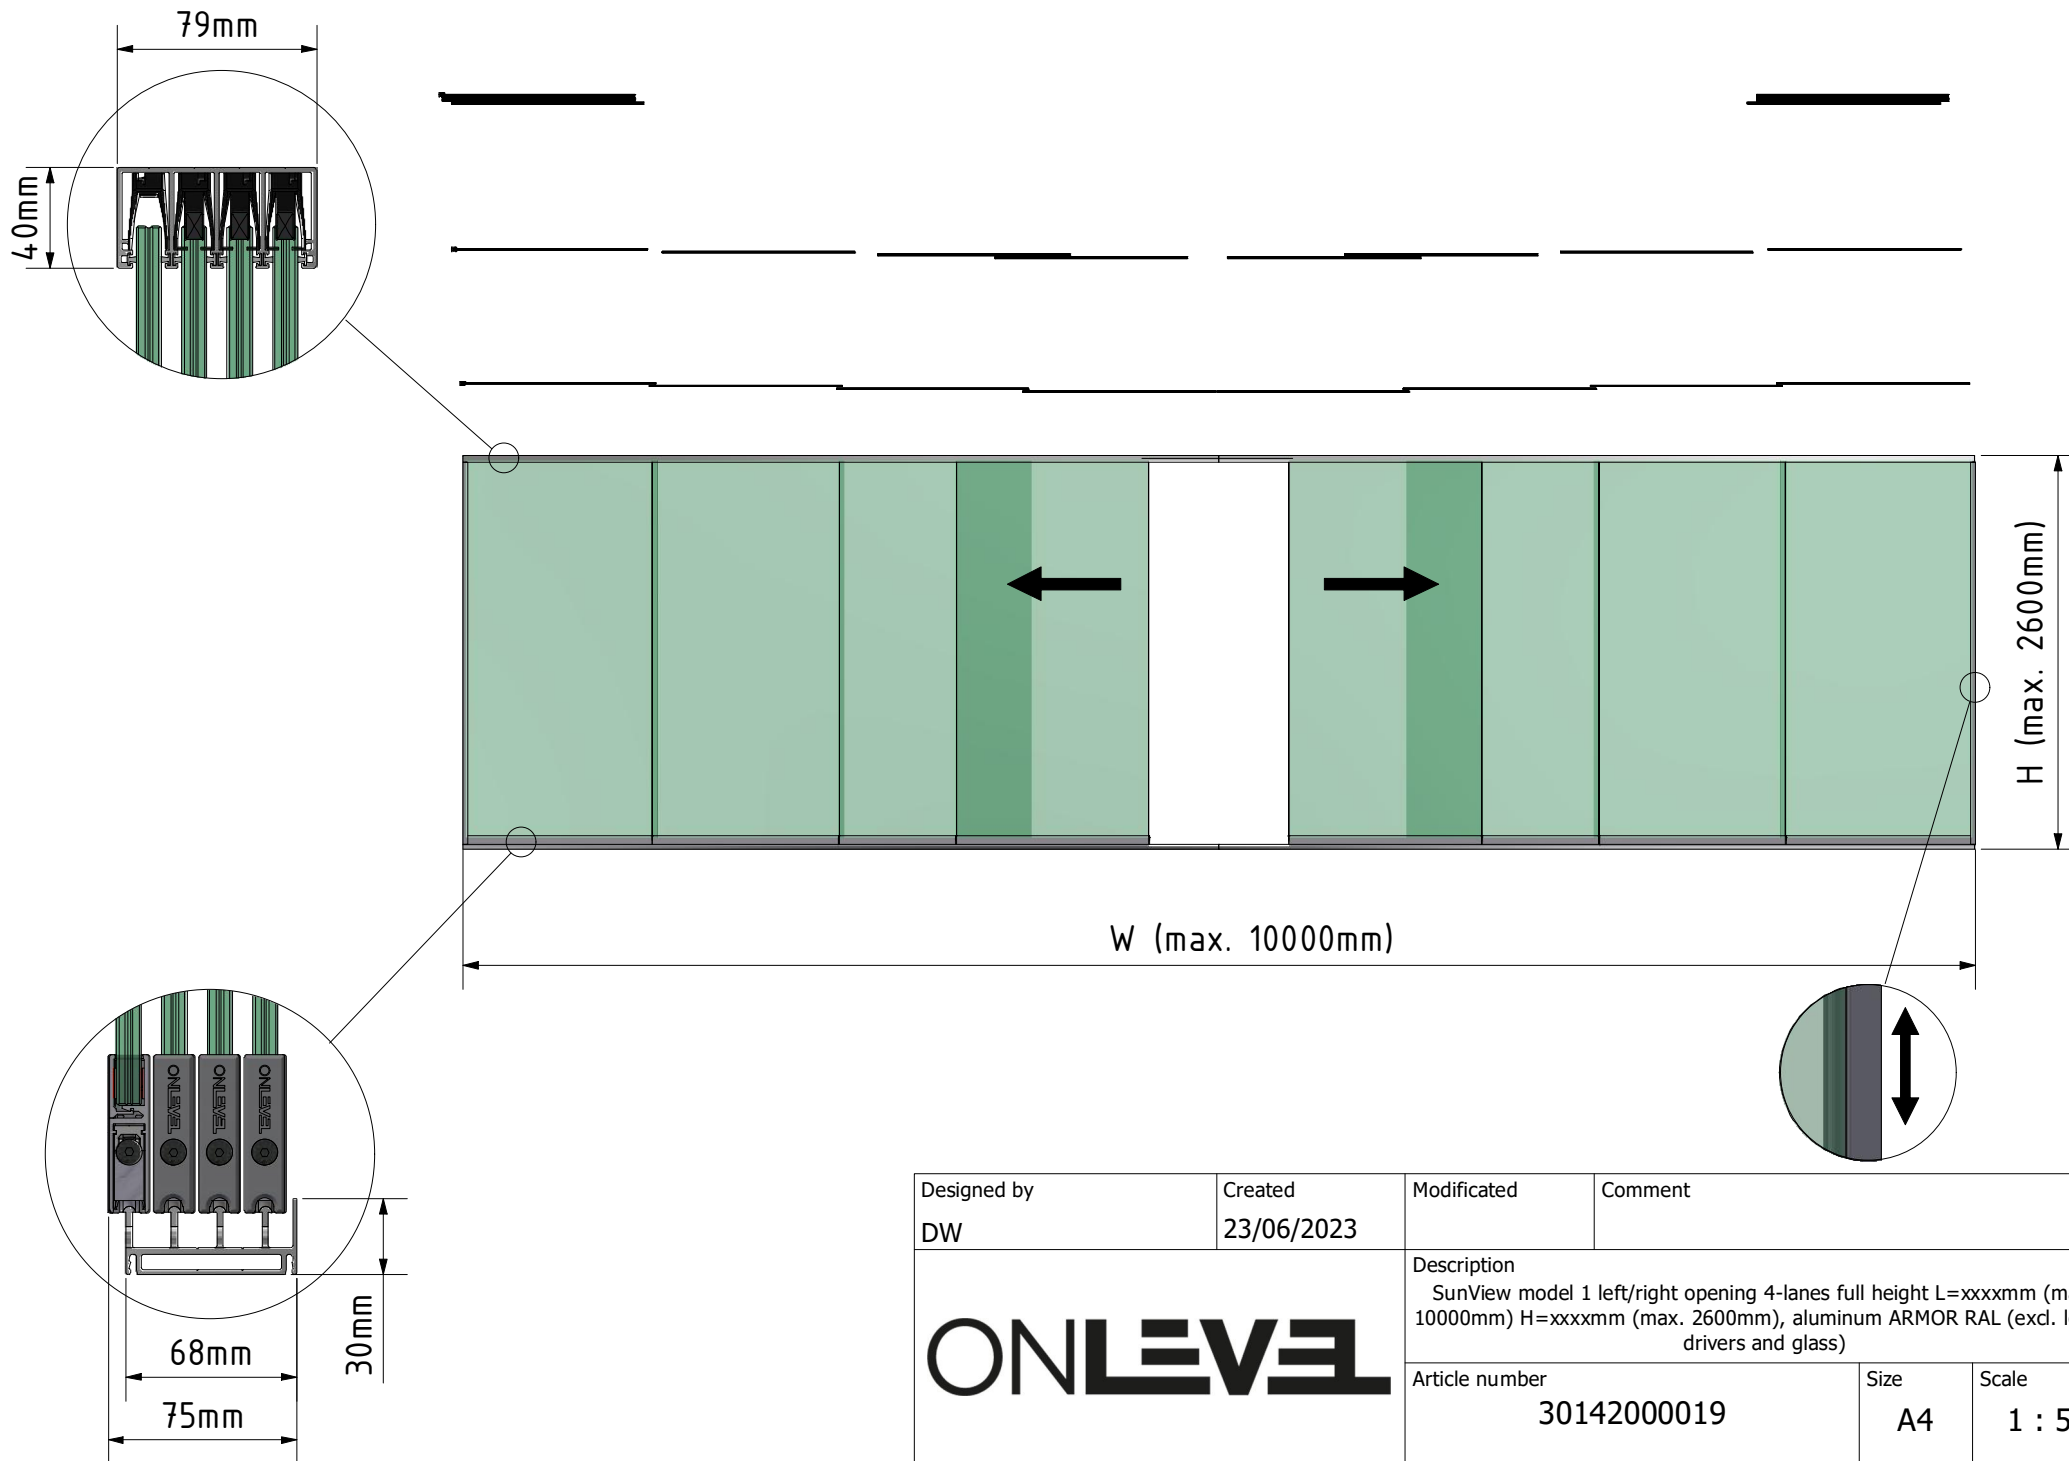 79mm
40mm
H (max. 2600mm)
W (max. 10000mm)
ONLEVEL
ONLEVEL
ONLEVEL
30mm
68mm
75mm
Designed by
DW
Created
23/06/2023
Modificated
Comment
ONLEVEL
Description
SunView model 1 left/right opening 4-lanes full height L=xxxxmm
10000mm) H=xxxxmm (max. 2600mm), aluminum ARMOR RAL (excl.
drivers and glass)
Article number
30142000019
Size
A4
Scale
1 : 5